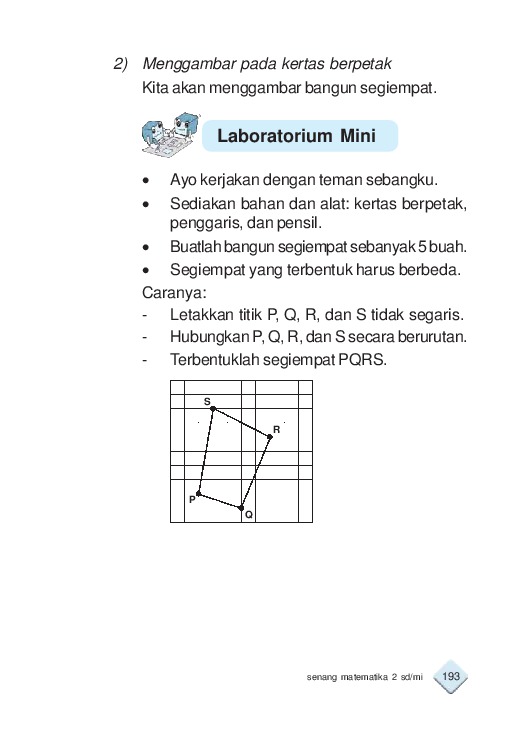 2) Menggambar pada kertas berpetak
Kita akan menggambar bangun segiempat.
Laboratorium Mini
• Ayo kerjakan dengan teman sebangku.
• Sediakan bahan dan alat: kertas berpetak,
penggaris, dan pensil.
• Buatlah bangun segiempat sebanyak 5 buah.
• Segiempat yang terbentuk harus berbeda.
Caranya:
- Letakkan titik P, Q, R, dan S tidak segaris.
- Hubungkan P, Q, R, dan S secara berurutan.
- Terbentuklah segiempat PQRS.
S
R
P
Q
senang matematika 2 sd/mi 193